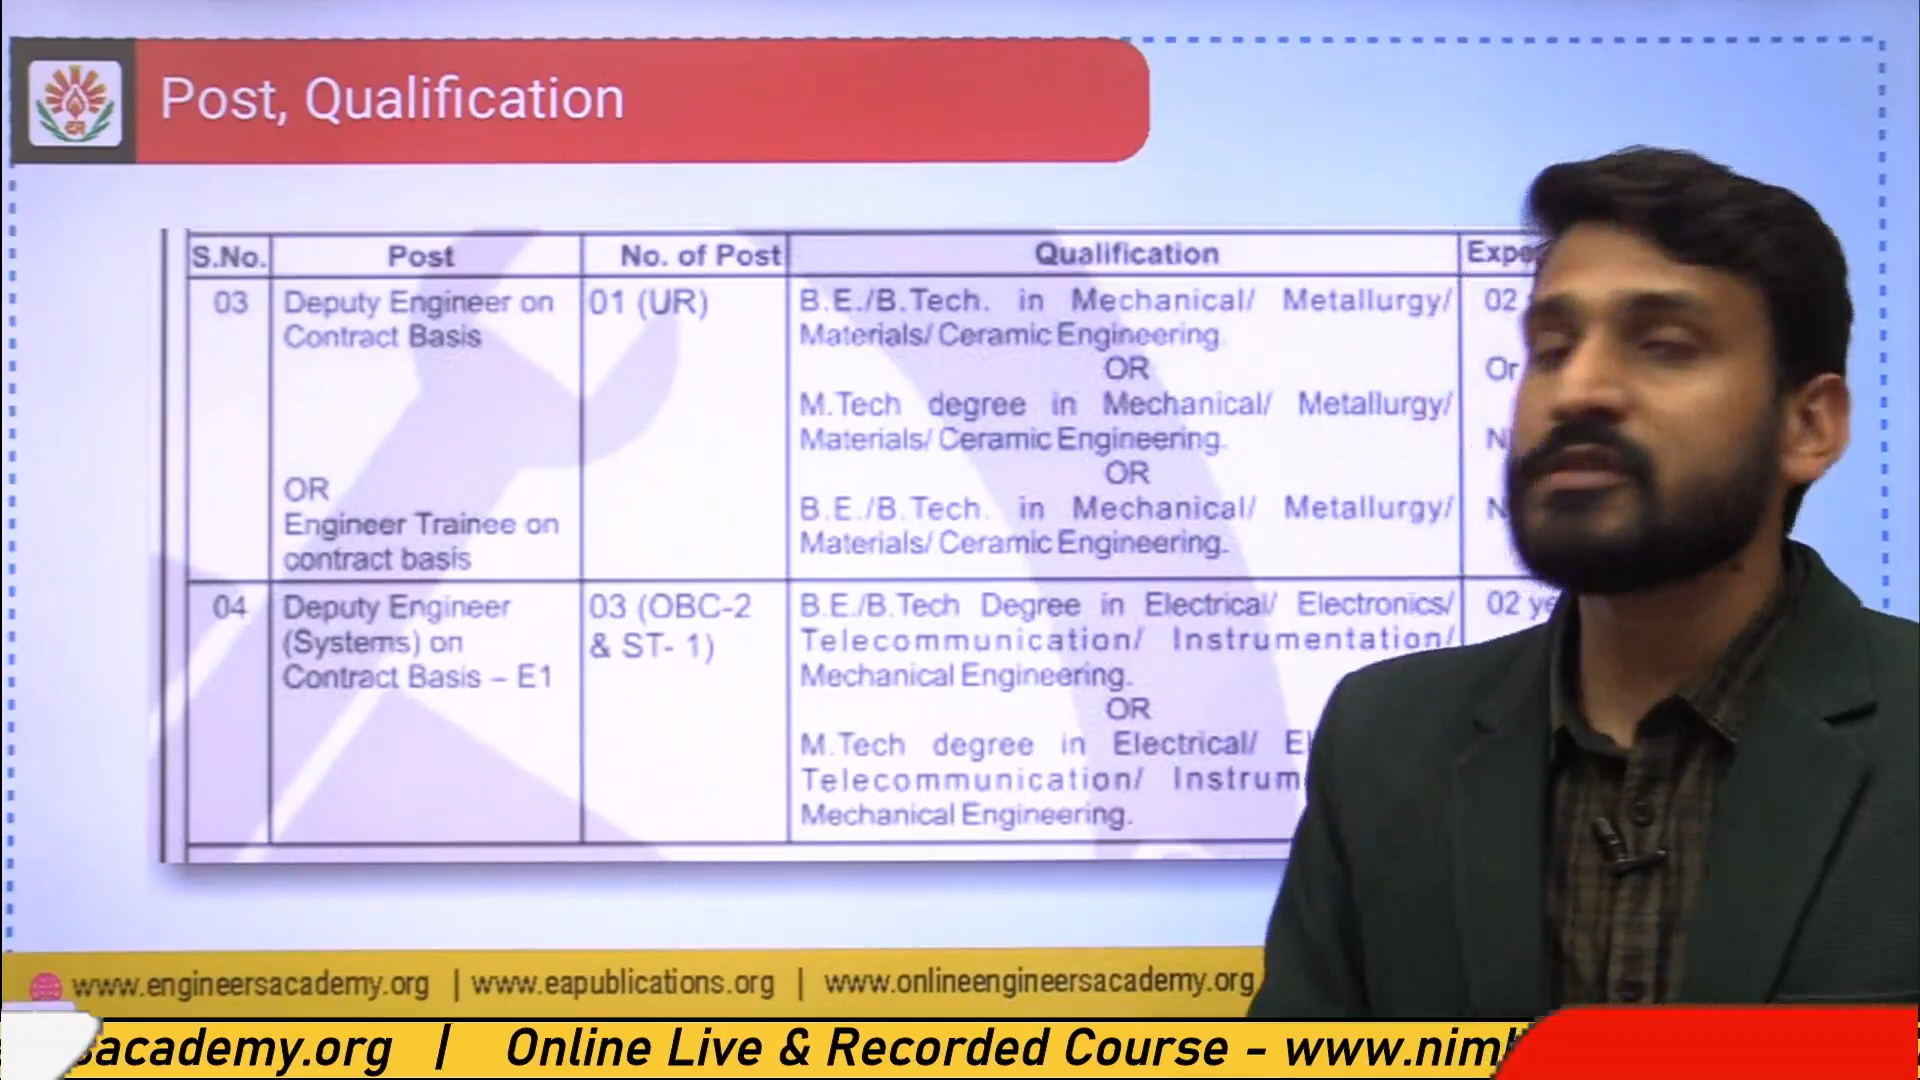 Post, Qualification
S.No. Post No. of Post Qualification
03 Deputy Engineer on 01 (UR) B.E./B.Tech. in Mechanical/ Metallurgy/ 02
Contract Basis Materials/ Ceramic Engineering.
OR Or
M.Tech degree in Mechanical/ Metallurgy/
Materials/ Ceramic Engineering.
OR
OR
Engineer Trainee on B.E./B.Tech. in Mechanical/ Metallurgy/
contract basis Materials/ Ceramic Engineering.
04 Deputy Engineer 03 (OBC-2 B.E./B.Tech Degree in Electrical/ Electronics/ 02
(Systems) on & ST- 1) Telecommunication/ Instrumentation/
Contract Basis – E1 Mechanical Engineering.
OR
M.Tech degree in Electrical/
Telecommunication/
Mechanical Engineering.
www.engineersacademy.org | www.eapublications.org | www.onlineengineersacademy.org
sacademy.org | Online Live & Recorded Course -